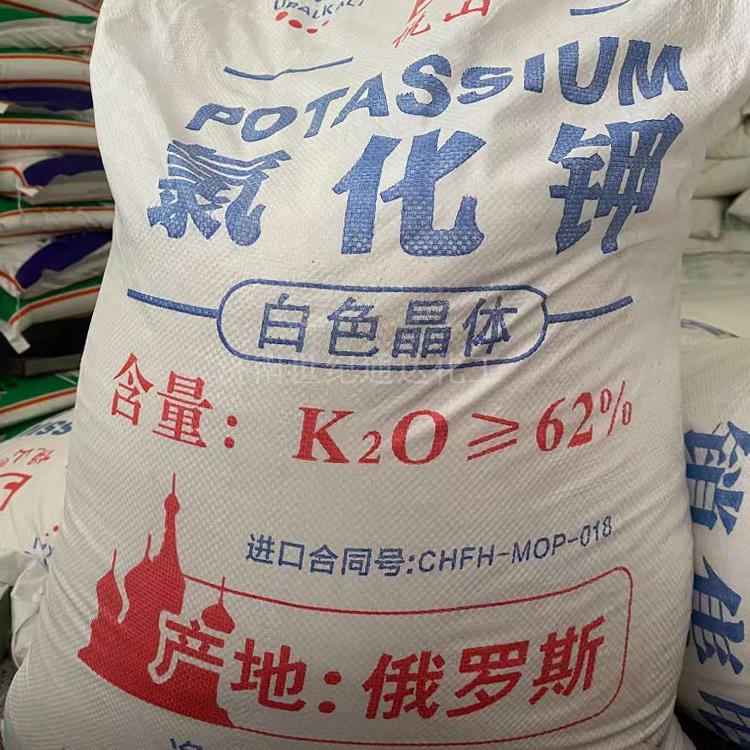 POTASSIUM
氯化钾
白色晶体
含量：K₂O≥62%
进口合同号:CHFH-MOP-018
产地：俄罗斯